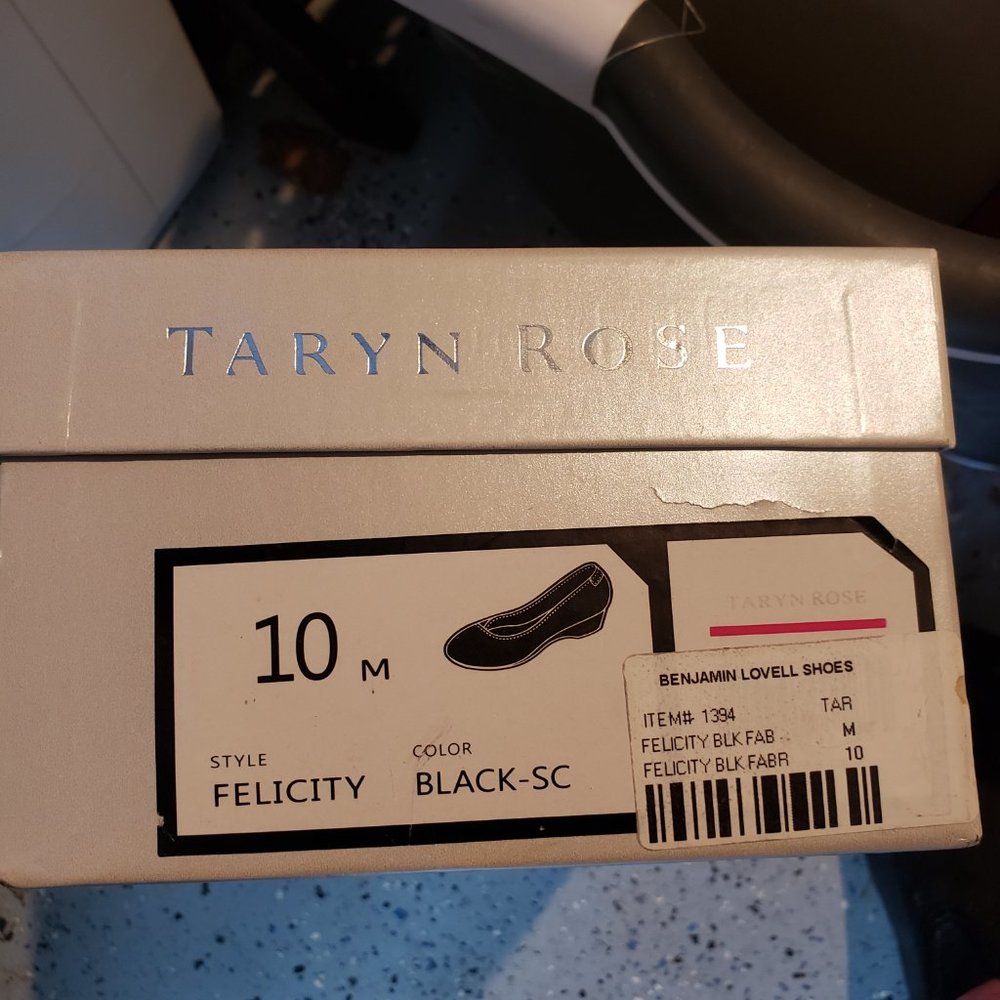 TARYN ROSE
10 M
STYLE
FELICITY
COLOR
BLACK-SC
TARYN ROSE
BENJAMIN LOVELL SHOES
ITEM# 1394 TAR
FELICITY BLK FAB M
FELICITY BLK FABR 10